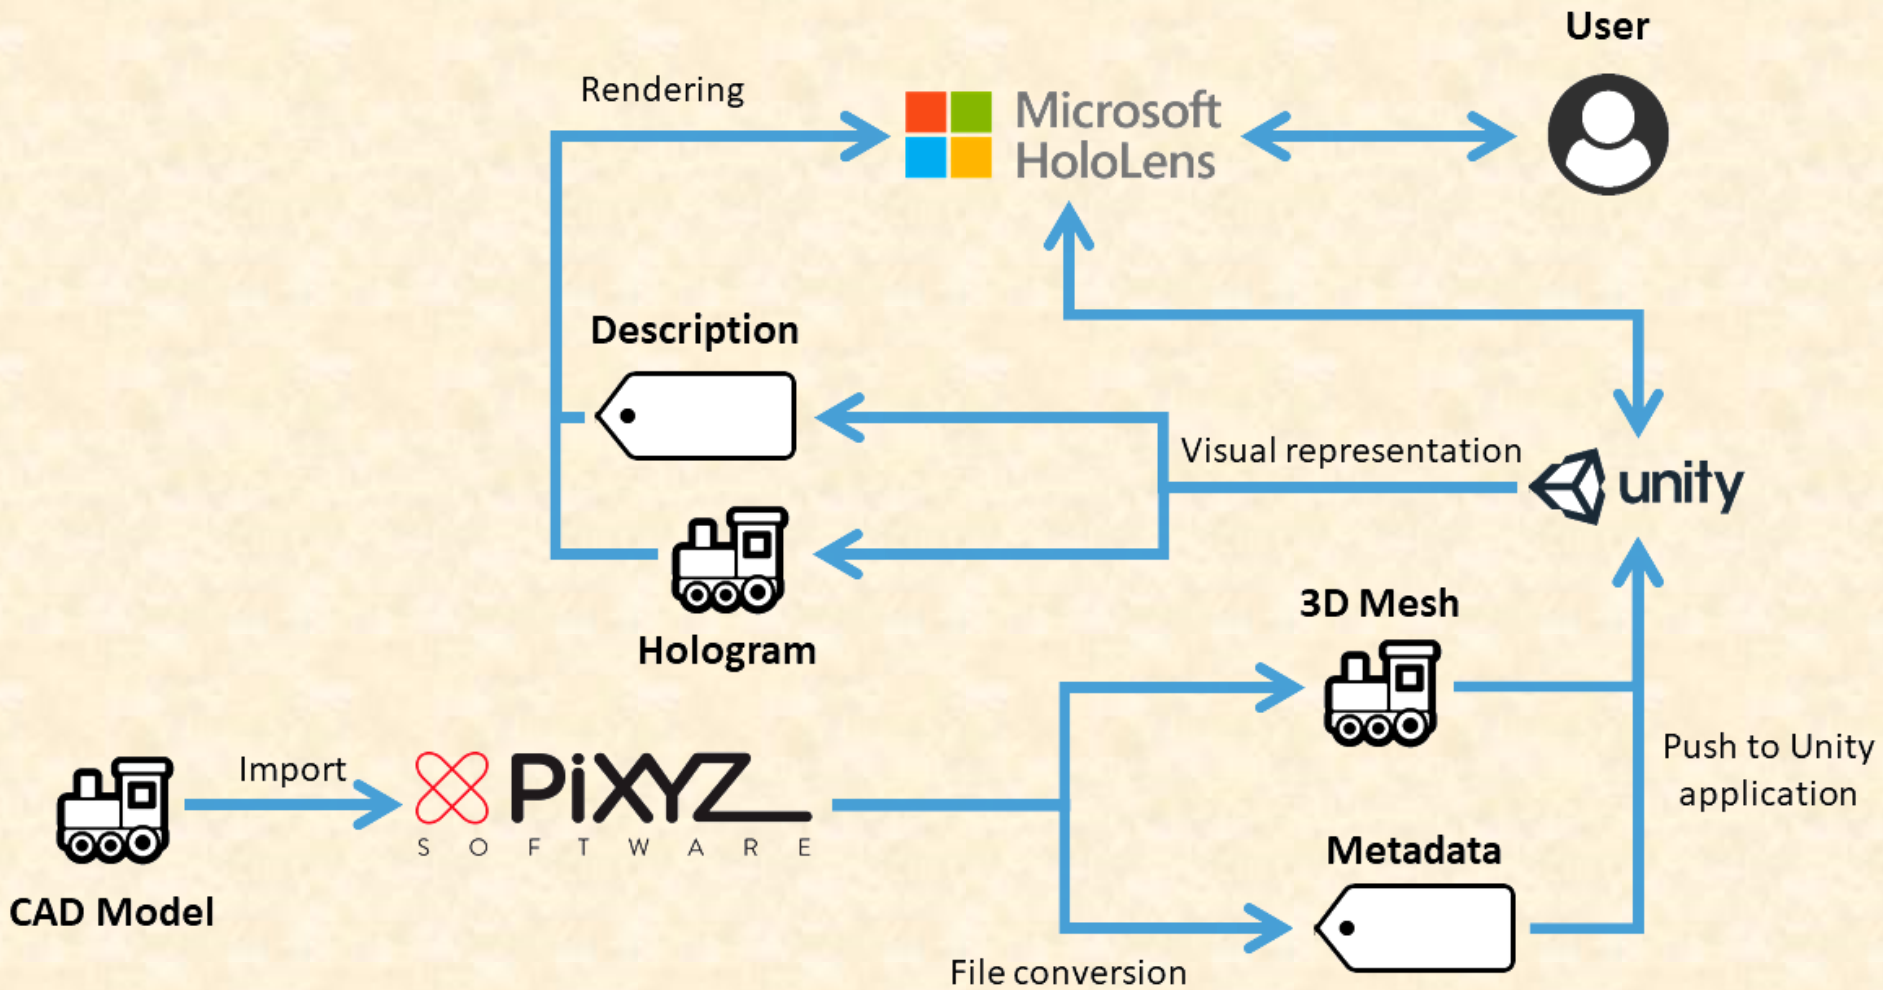 User
Rendering
Microsoft
HoloLens
Description
Visual representation
unity
Hologram
3D Mesh
Import
PiXYZ
SOFTWARE
Push to Unity
application
CAD Model
Metadata
File conversion